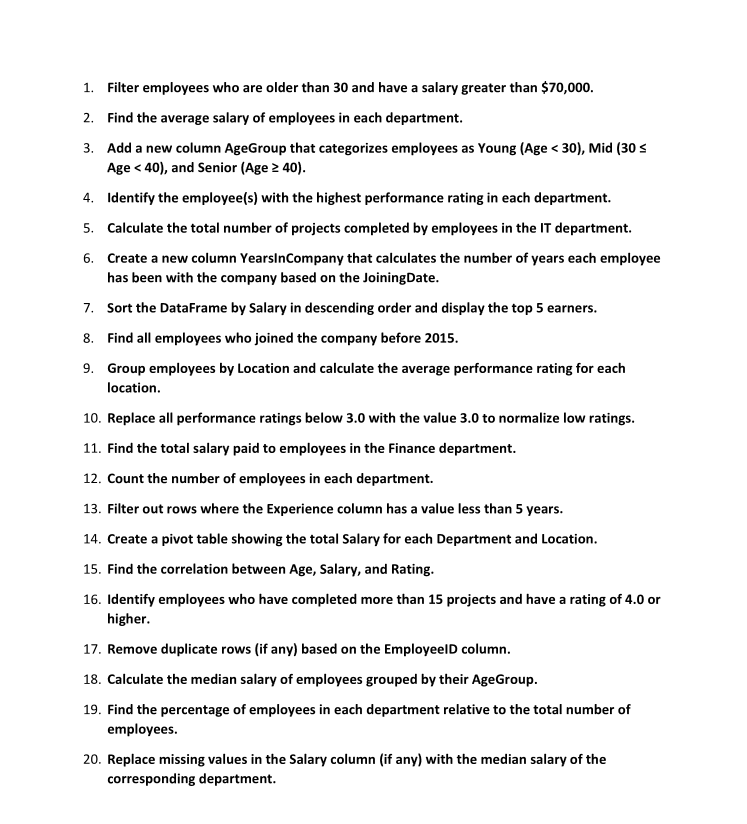 1. Filter employees who are older than 30 and have a salary greater than $70,000.
2. Find the average salary of employees in each department.
3. Add a new column AgeGroup that categorizes employees as Young (Age < 30), Mid (30 ≤
Age < 40), and Senior (Age ≥ 40).
4. Identify the employee(s) with the highest performance rating in each department.
5. Calculate the total number of projects completed by employees in the IT department.
6. Create a new column YearsInCompany that calculates the number of years each employee
has been with the company based on the JoiningDate.
7. Sort the DataFrame by Salary in descending order and display the top 5 earners.
8. Find all employees who joined the company before 2015.
9. Group employees by Location and calculate the average performance rating for each
location.
10. Replace all performance ratings below 3.0 with the value 3.0 to normalize low ratings.
11. Find the total salary paid to employees in the Finance department.
12. Count the number of employees in each department.
13. Filter out rows where the Experience column has a value less than 5 years.
14. Create a pivot table showing the total Salary for each Department and Location.
15. Find the correlation between Age, Salary, and Rating.
16. Identify employees who have completed more than 15 projects and have a rating of 4.0 or
higher.
17. Remove duplicate rows (if any) based on the EmployeeID column.
18. Calculate the median salary of employees grouped by their AgeGroup.
19. Find the percentage of employees in each department relative to the total number of
employees.
20. Replace missing values in the Salary column (if any) with the median salary of the
corresponding department.